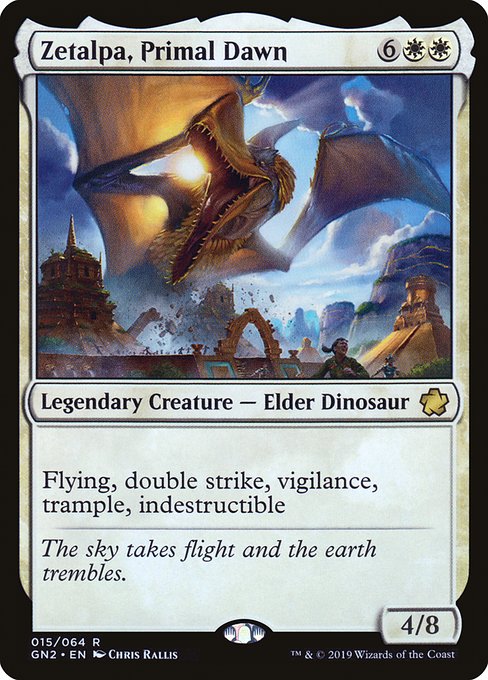 Zetalpa, Primal Dawn 6
Legendary Creature — Elder Dinosaur
Flying, double strike, vigilance,
trample, indestructible
The sky takes flight and the earth
trembles.
4/8
015/064 R
GN2 • EN Chris Rallis
™ & © 2019 Wizards of the Coast